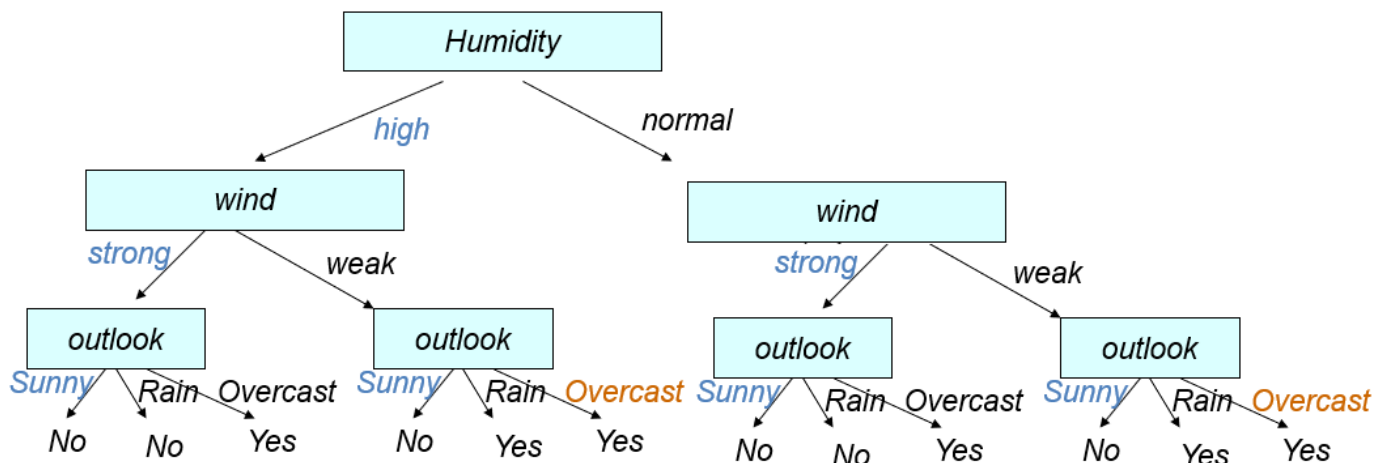 Humidity
high
normal
wind
wind
strong
weak
strong
weak
outlook
outlook
outlook
outlook
Sunny Rain Overcast
Sunny Rain Overcast
Sunny Rain Overcast
Sunny Rain Overcast
No No Yes
No Yes Yes
No No Yes
No Yes Yes